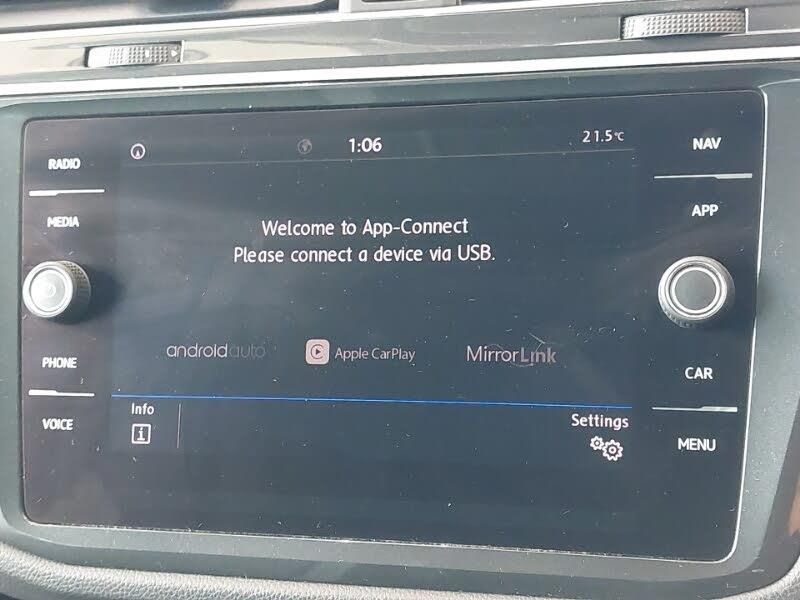 RADIO
MEDIA
PHONE
VOICE
1:06
21.5°C
Welcome to App-Connect
Please connect a device via USB.
androidauto
Apple CarPlay
MirrorLink
Info
Settings
NAV
APP
CAR
MENU